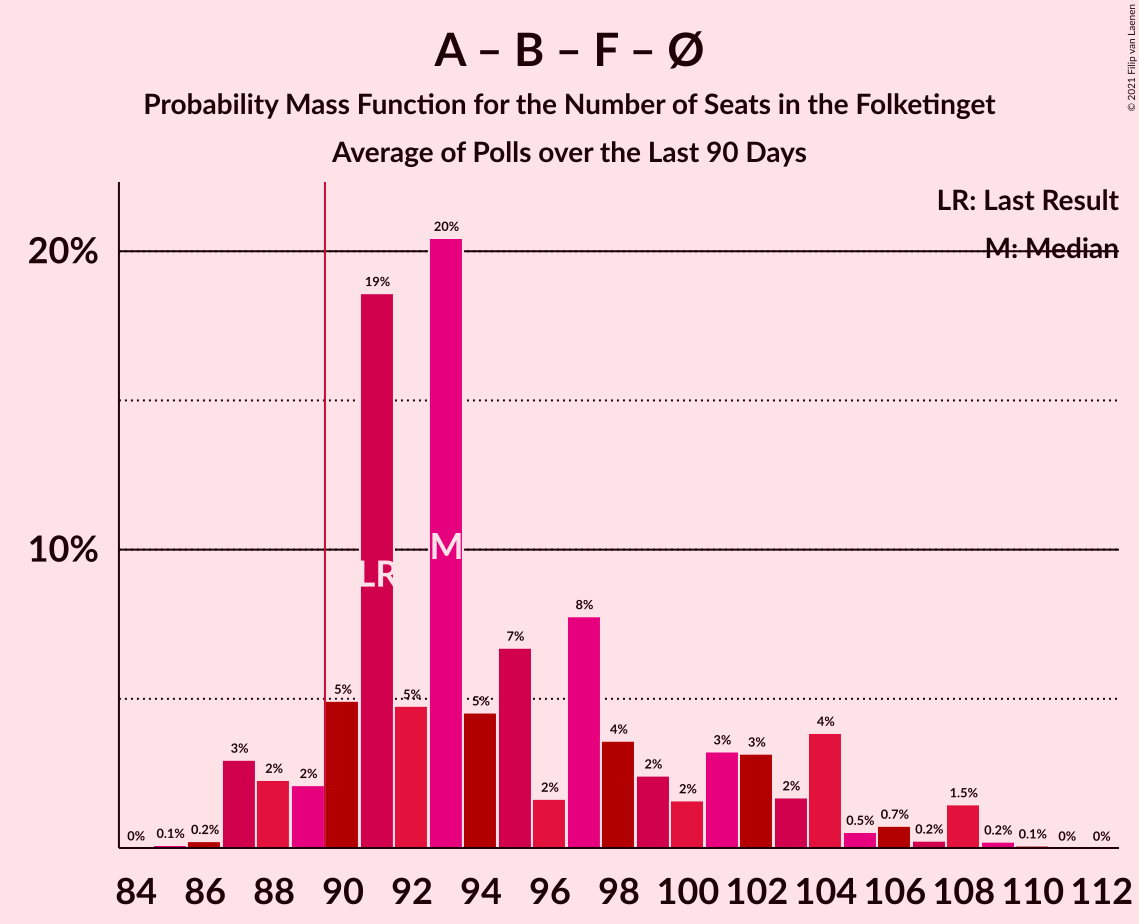 A – B – F – Ø
Probability Mass Function for the Number of Seats in the Folketinget
Average of Polls over the Last 90 Days
© 2021 Filip van Laenen
LR: Last Result
M: Median
20%
10%
0% 0.1% 0.2% 3% 2% 2% 5% 19% 5% 20% 5% 7% 2% 8% 4% 2% 2% 3% 3% 2% 4% 0.5% 0.7% 0.2% 1.5% 0.2% 0.1% 0% 0%
LR M
84 86 88 90 92 94 96 98 100 102 104 106 108 110 112